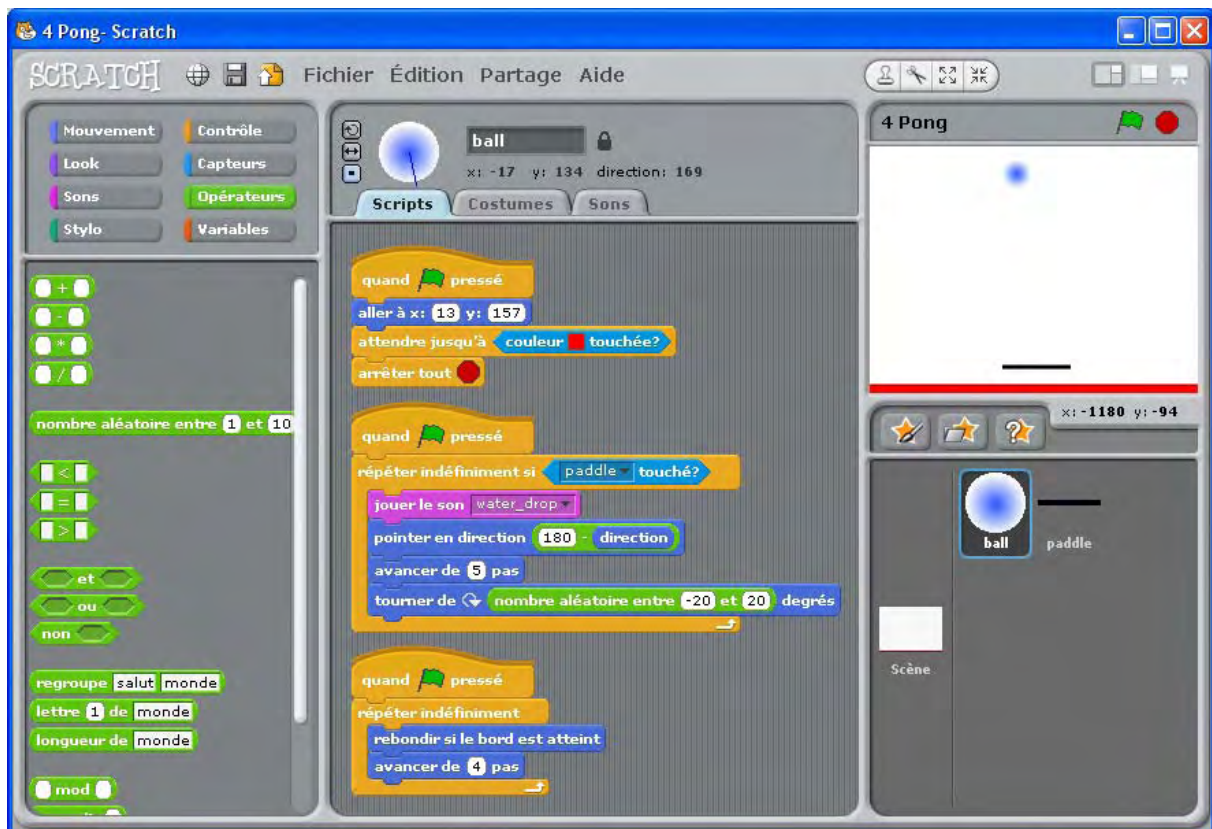 4 Pong- Scratch
SCRATCH Fichier Édition Partage Aide
Mouvement Contrôle
Look Capteurs
Sons Opérateurs
Stylo Variables
+
-
*
/
nombre aléatoire entre 1 et 10
<
=
>
et
ou
non
regroupe salut monde
lettre 1 de monde
longueur de monde
mod
ball
x: -17 y: 134 direction: 169
Scripts Costumes Sons
quand pressé
aller à x: 13 y: 157
attendre jusqu'à couleur touchée?
arrêter tout
quand pressé
répéter indéfiniment si paddle touché?
jouer le son water_drop
pointer en direction 180 - direction
avancer de 5 pas
tourner de nombre aléatoire entre -20 et 20 degrés
quand pressé
répéter indéfiniment
rebondir si le bord est atteint
avancer de 4 pas
4 Pong
x: -1180 y: -94
ball paddle
Scène